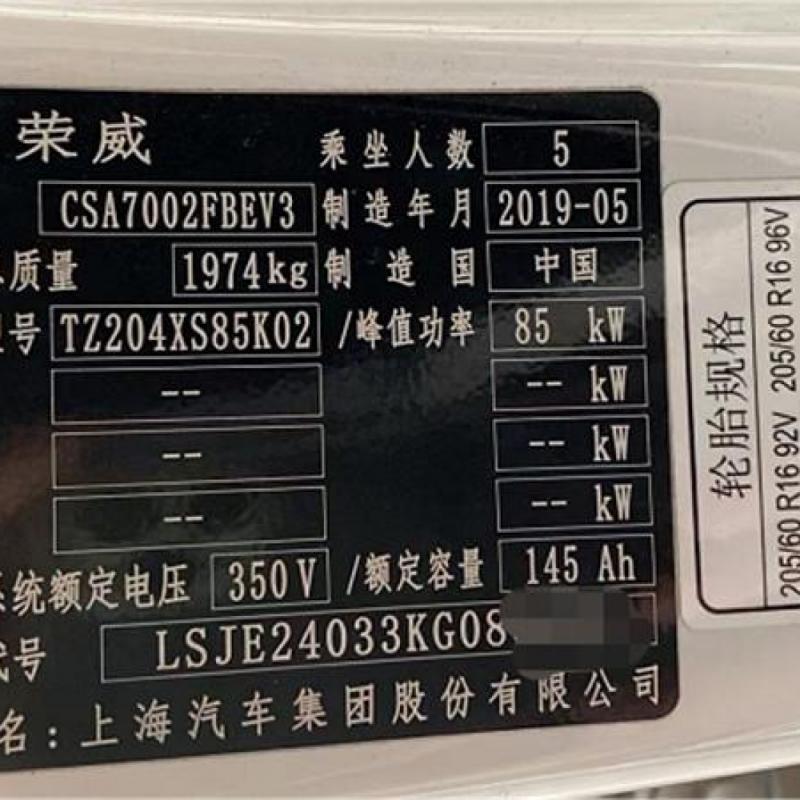 荣威 乘坐人数 5
CSA7002FBEV3 制造年月 2019-05
质量 1974kg 制造国 中国
号 TZ204XS85K02 /峰值功率 85 kW
-- -- kW
-- -- kW
-- -- kW
系统额定电压 350V /额定容量 145 Ah
代号 LSJE24033KG08
名：上海汽车集团股份有限公司
轮胎规格
205/60 R16 92V 205/60 R16 96V